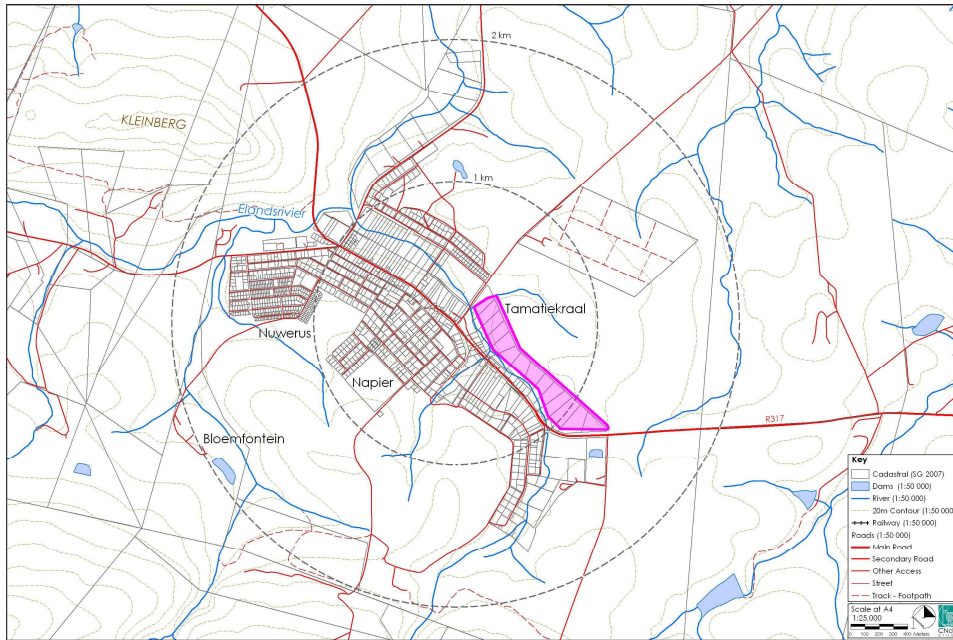 2 km
KLEINBERG
1 km
Elandsrivier
Tamatiekraal
Nuwerus
Napier
R317
Bloemfontein
Key
Cadastral (SG 2007)
Dams (1:50 000)
River (1:50 000)
20m Contour (1:50 000)
Railway (1:50 000)
Roads (1:50 000)
Main Road
Secondary Road
Other Access
Street
Track - Footpath
Scale at A4
1:25,000
0 100 200 300 400 Meters